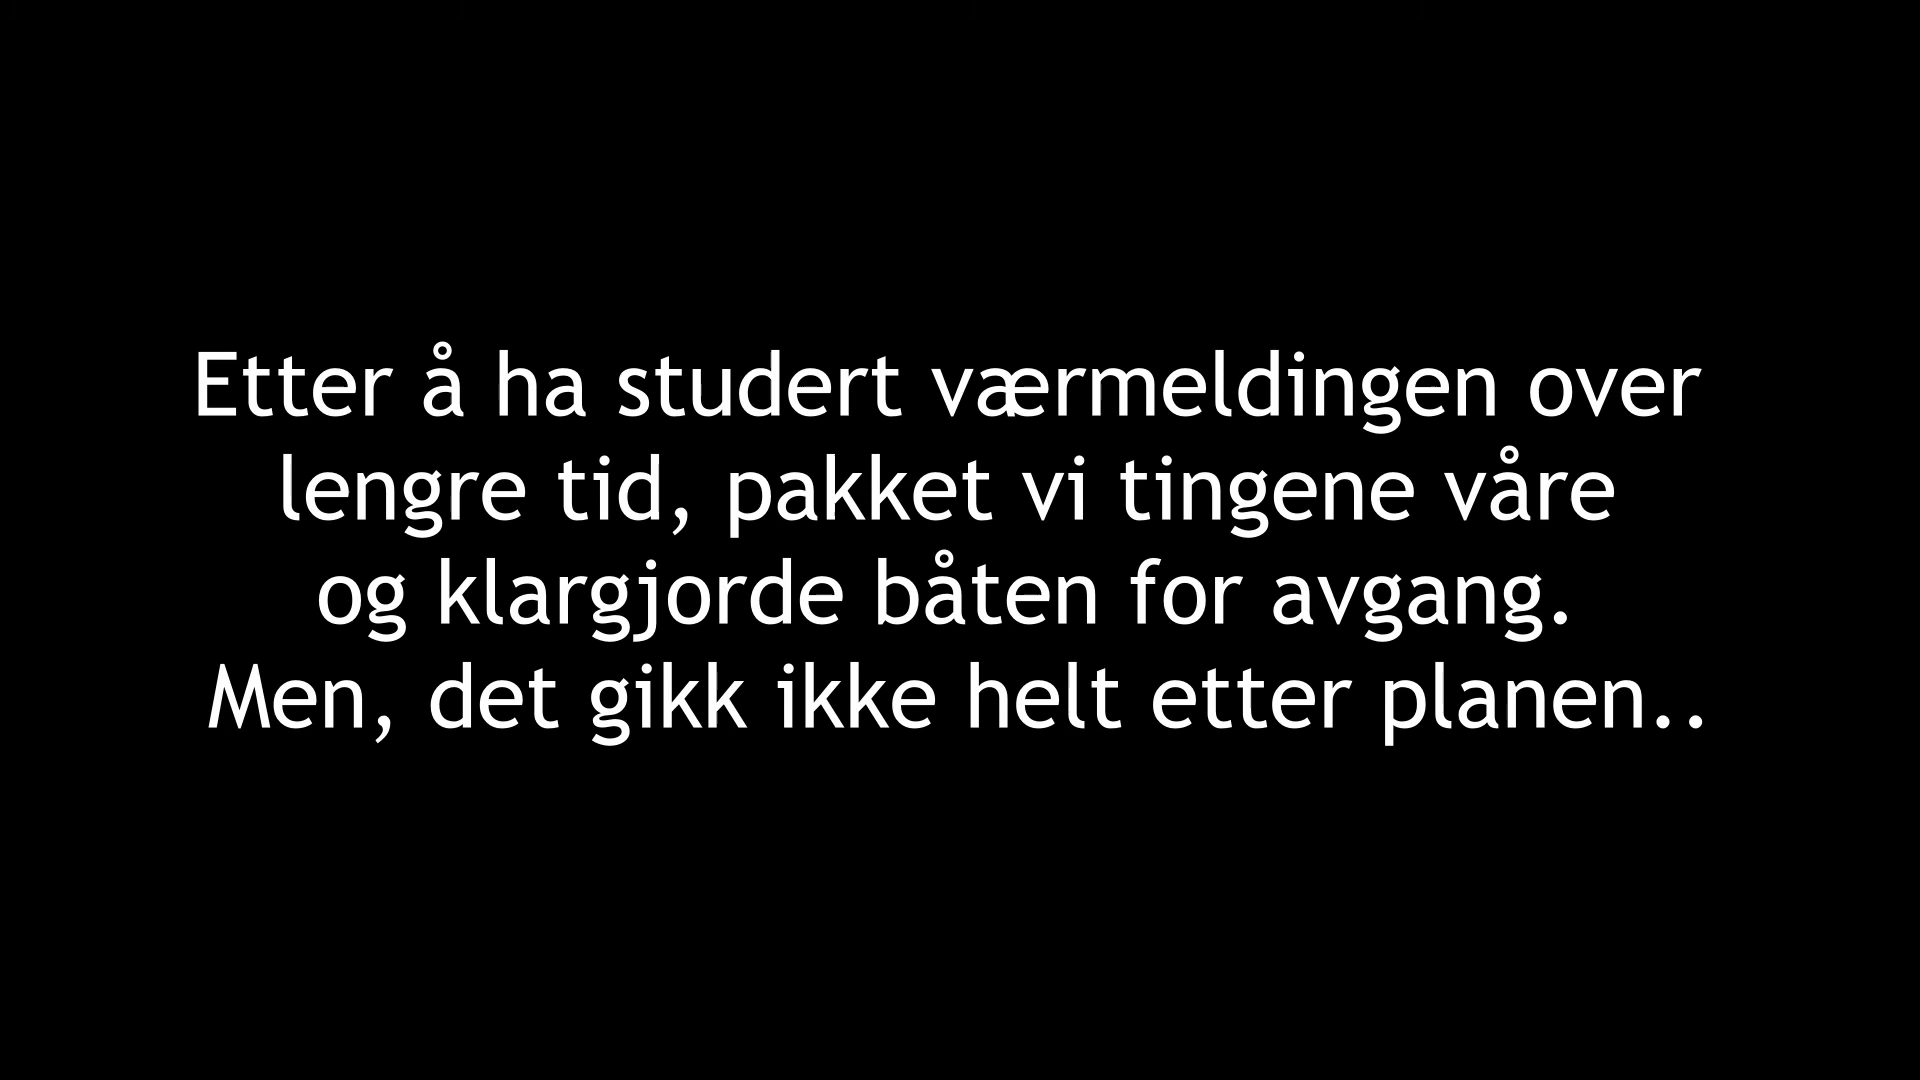 Etter å ha studert værmeldingen over
lengre tid, pakket vi tingene våre
og klargjorde båten for avgang.
Men, det gikk ikke helt etter planen..